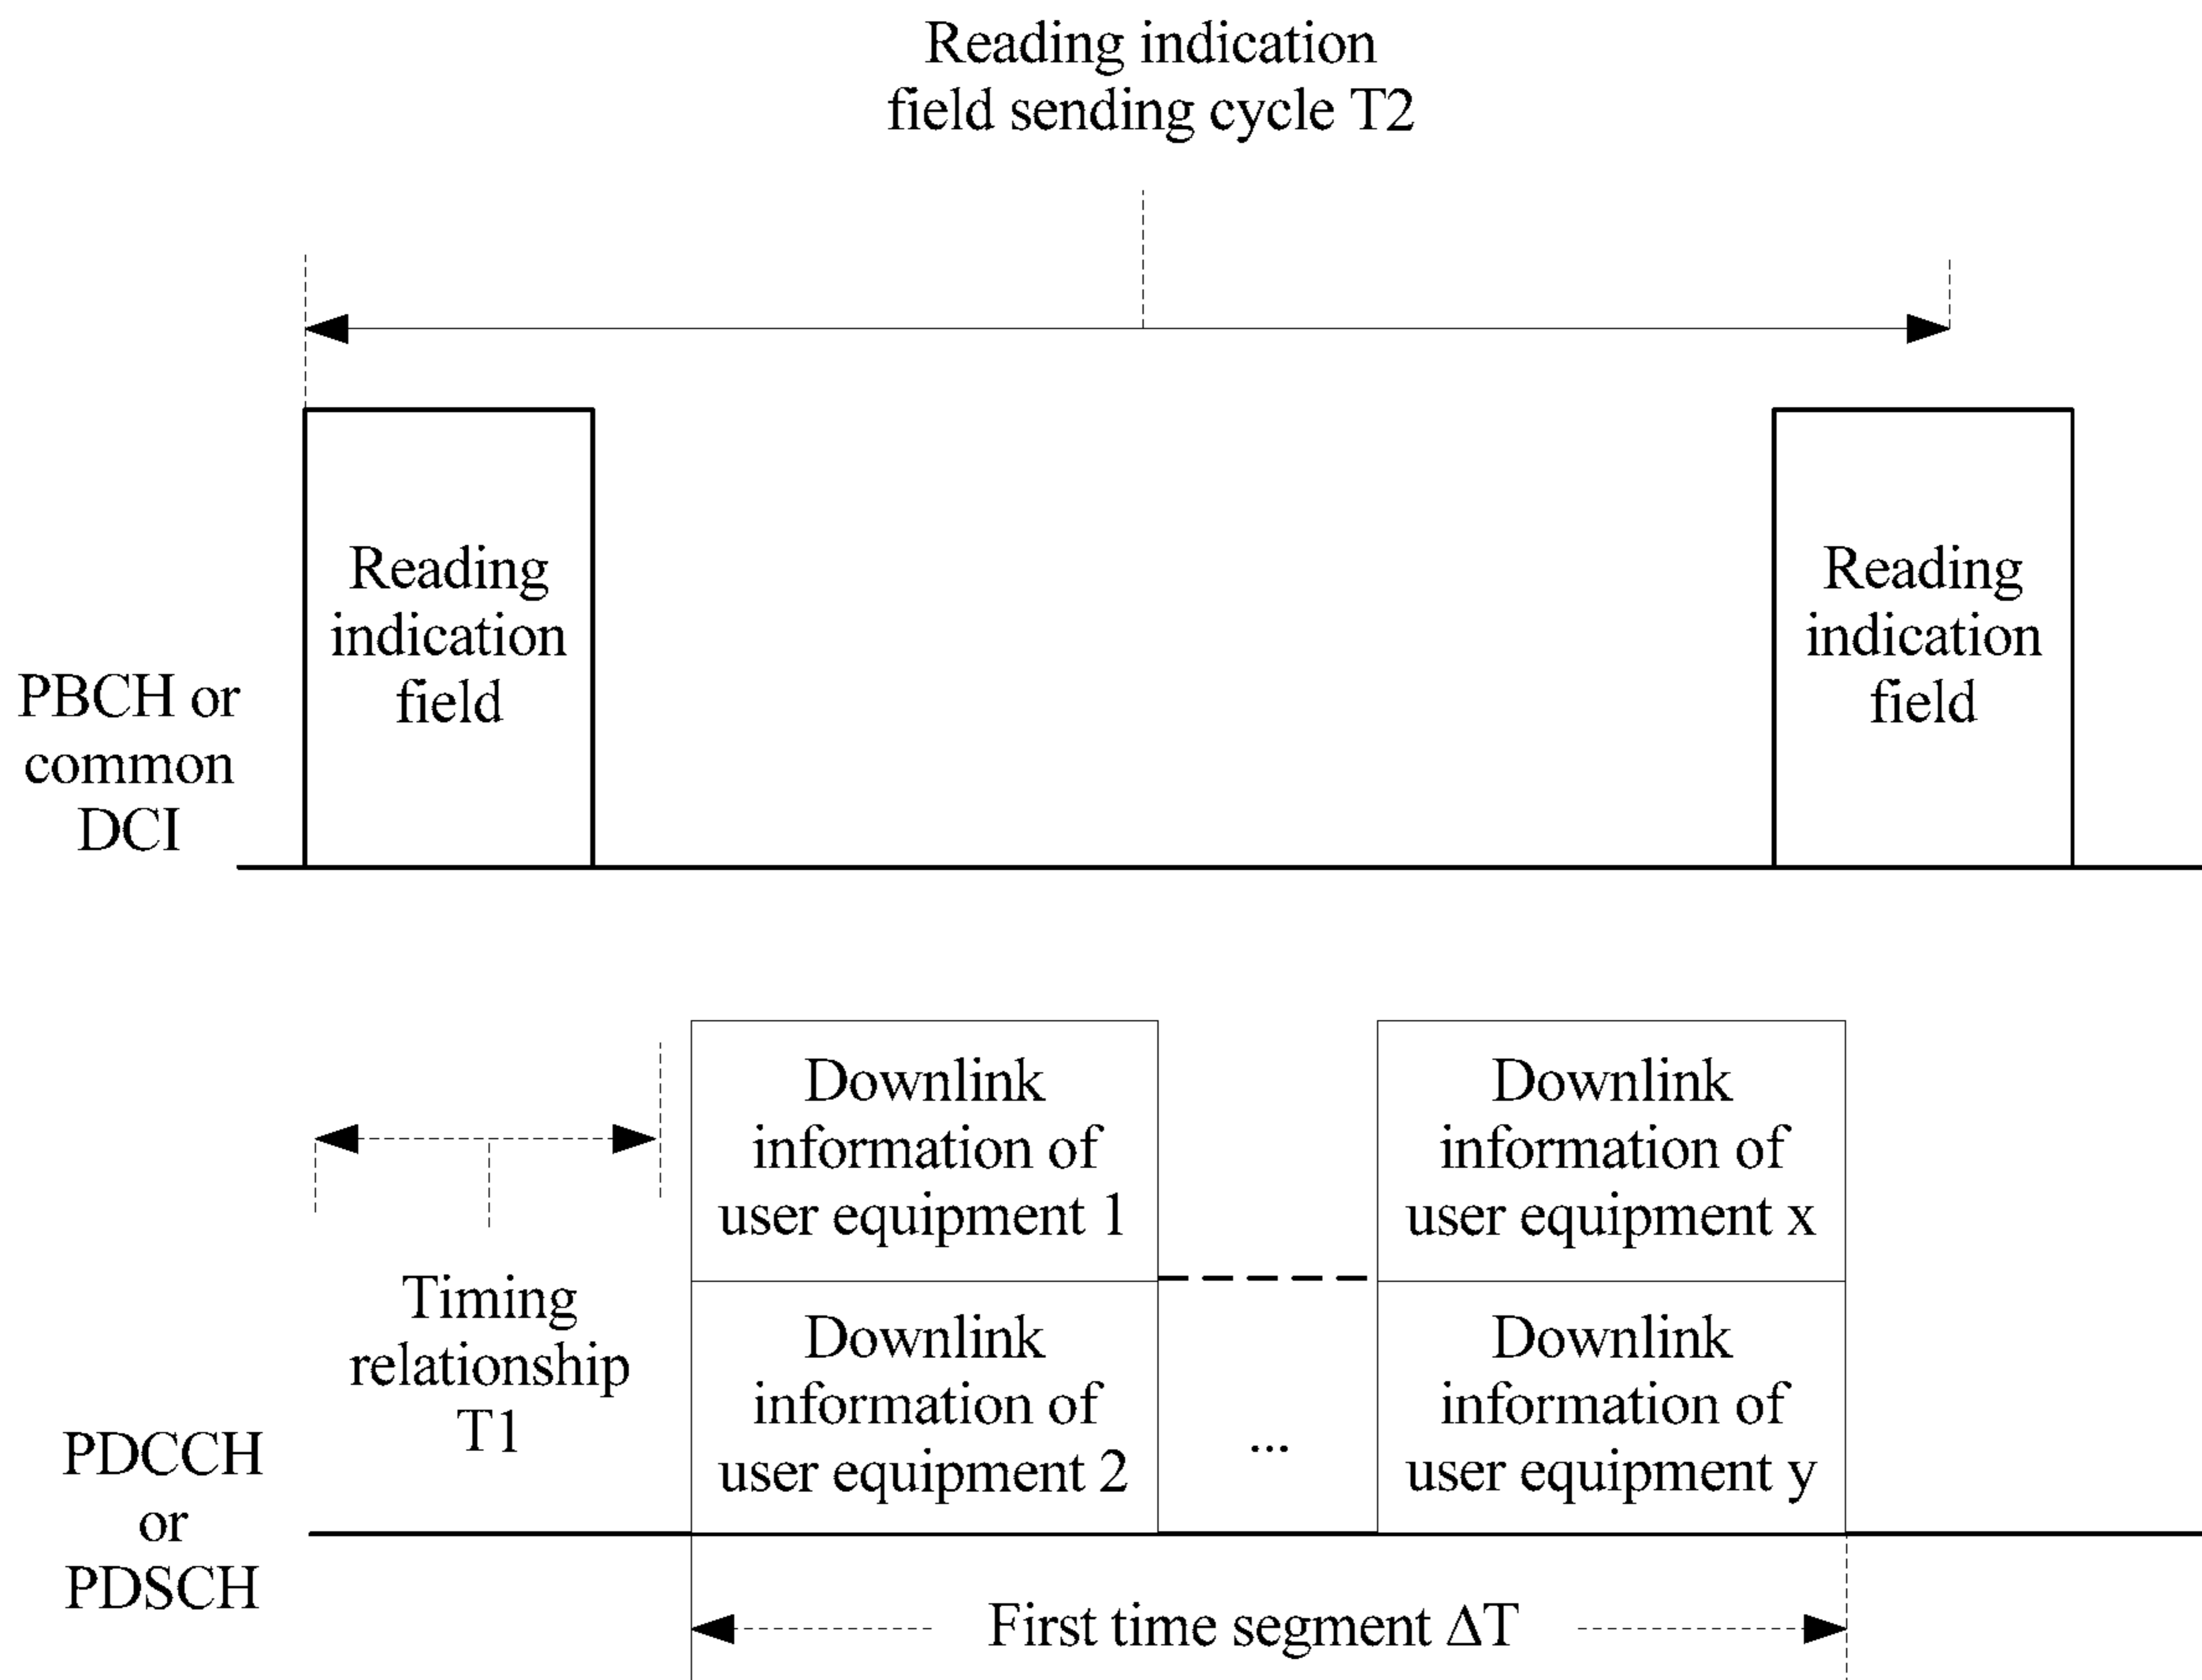 Reading indication
field sending cycle T2
Reading
indication
field
Reading
indication
field
PBCH or
common
DCI
Downlink
information of
user equipment 1
Downlink
information of
user equipment x
Timing
relationship
T1
Downlink
information of
user equipment 2
...
Downlink
information of
user equipment y
PDCCH
or
PDSCH
First time segment ΔT